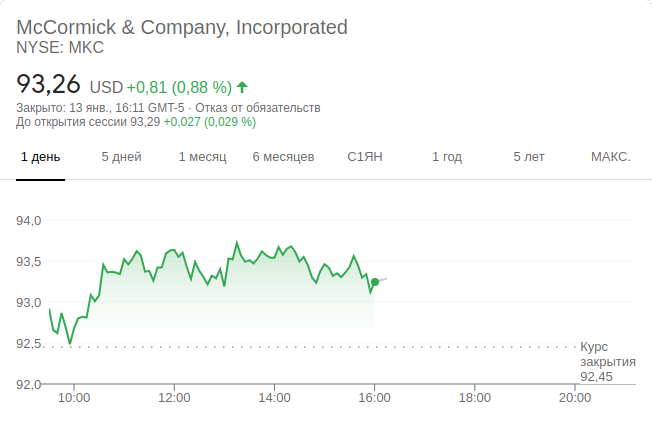 McCormick & Company, Incorporated
NYSE: MKC
93,26 USD +0,81 (0,88 %)
Закрыто: 13 янв., 16:11 GMT-5 · Отказ от обязательств
До открытия сессии 93,29 +0,027 (0,029 %)
1 день 5 дней 1 месяц 6 месяцев С1ЯН 1 год 5 лет МАКС.
94,0
93,5
93,0
92,5
92,0
Курс
закрытия
92,45
10:00 12:00 14:00 16:00 18:00 20:00